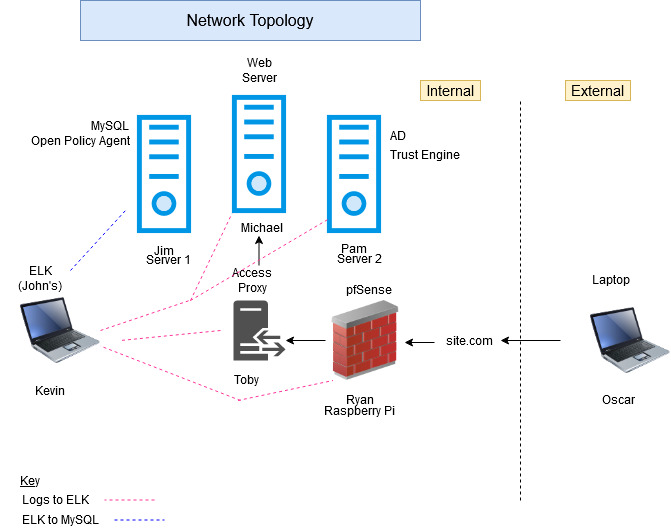 Network Topology
Web
Server
Internal
External
MySQL
Open Policy Agent
AD
Trust Engine
Michael
Jim
Server 1
Pam
Server 2
ELK
(John's)
Access
Proxy
pfSense
Laptop
site.com
Kevin
Toby
Ryan
Raspberry Pi
Oscar
Key
Logs to ELK
ELK to MySQL